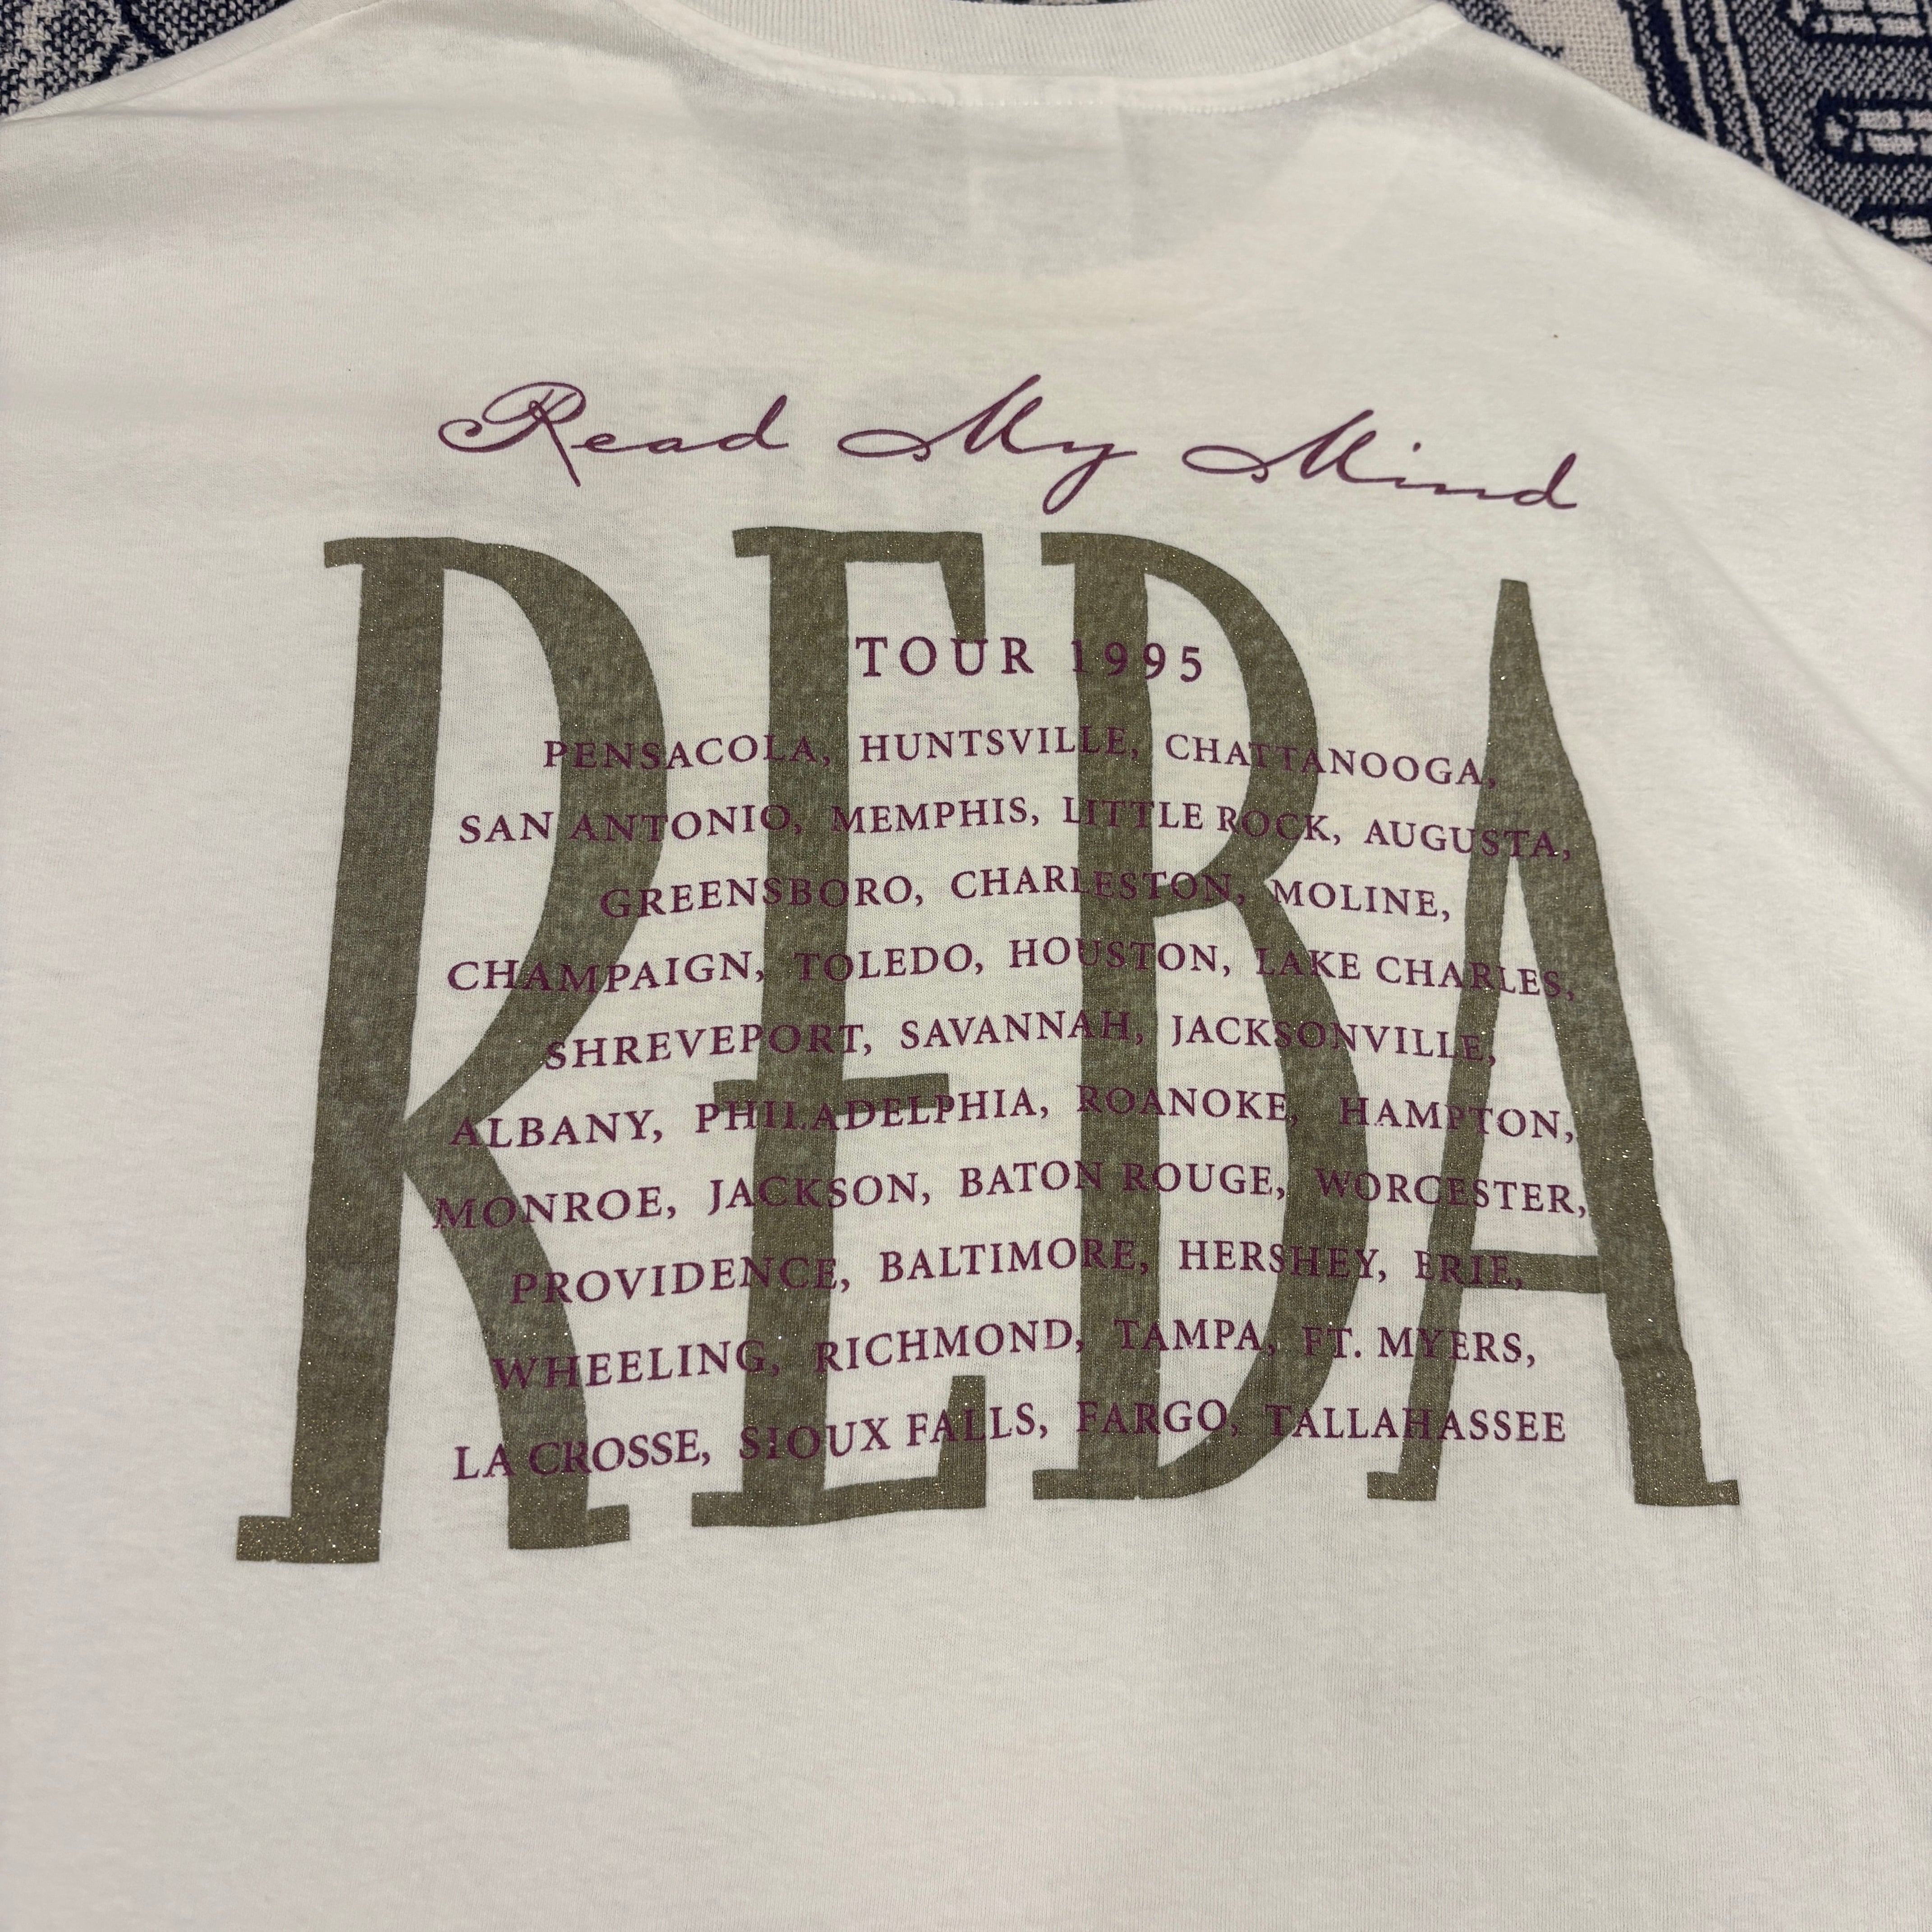 Read My Mind
REBA
TOUR 1995
PENSACOLA, HUNTSVILLE, CHATTANOOGA,
SAN ANTONIO, MEMPHIS, LITTLE ROCK, AUGUSTA,
GREENSBORO, CHARLESTON, MOLINE,
CHAMPAIGN, TOLEDO, HOUSTON, LAKE CHARLES,
SHREVEPORT, SAVANNAH, JACKSONVILLE,
ALBANY, PHILADELPHIA, ROANOKE, HAMPTON,
MONROE, JACKSON, BATON ROUGE, WORCESTER,
PROVIDENCE, BALTIMORE, HERSHEY, ERIE,
WHEELING, RICHMOND, TAMPA, FT. MYERS,
LA CROSSE, SIOUX FALLS, FARGO, TALLAHASSEE